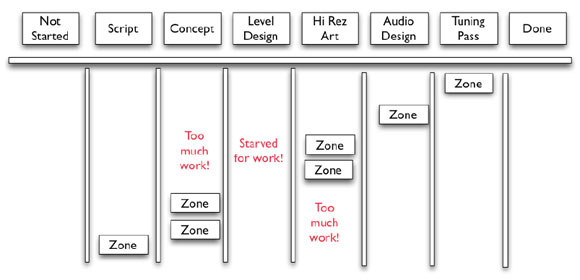 Not
Started
Script
Concept
Level
Design
Hi Rez
Art
Audio
Design
Tuning
Pass
Done
Zone
Zone
Too
much
work!
Starved
for work!
Zone
Zone
Zone
Zone
Too
much
work!
Zone